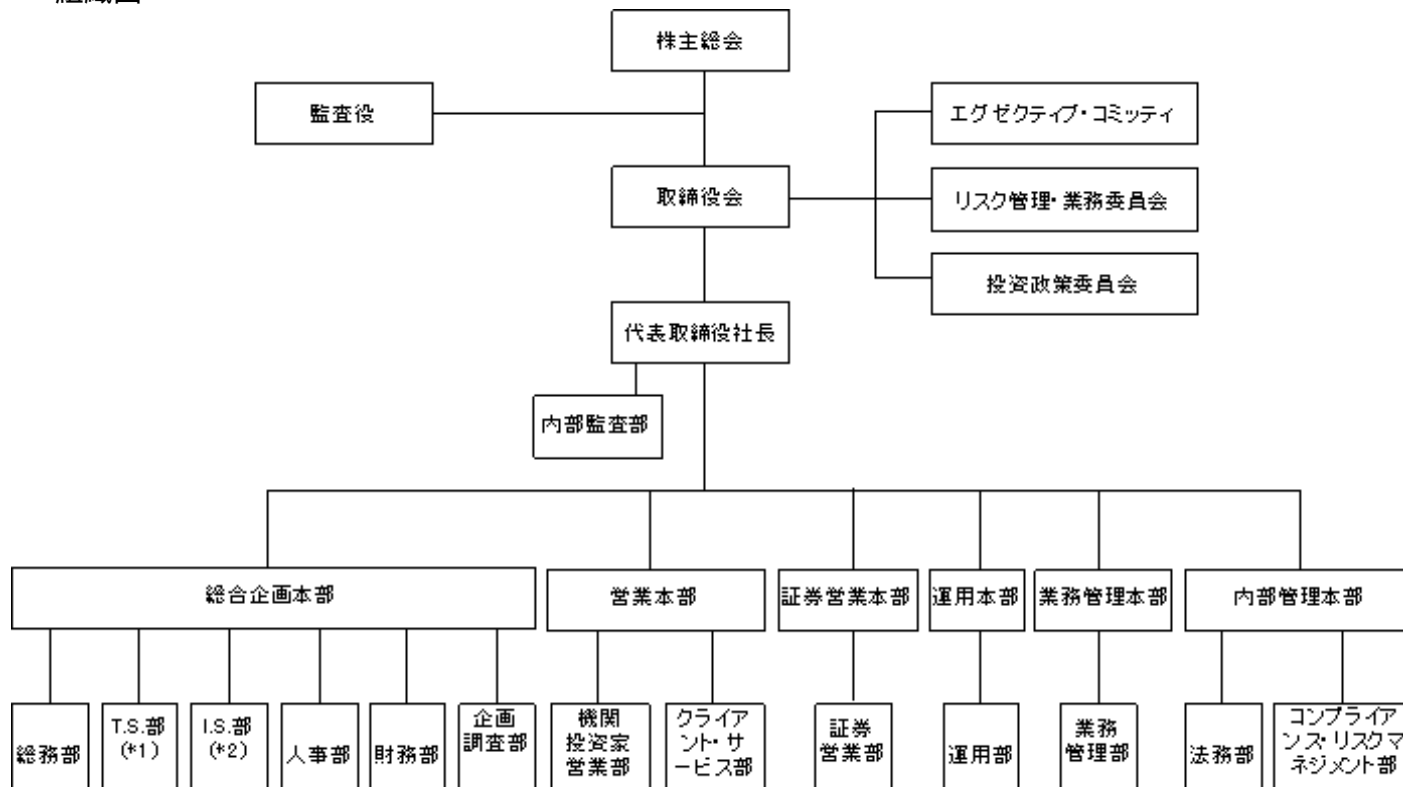 株主総会
監査役
エグゼクティブ・コミッティ
取締役会
リスク管理・業務委員会
投資政策委員会
代表取締役社長
内部監査部
総合企画本部
営業本部
証券営業本部
運用本部
業務管理本部
内部管理本部
総務部
T.S.部
(*1)
I.S.部
(*2)
人事部
財務部
企画
調査部
機関
投資家
営業部
クライア
ント・サ
ービス部
証券
営業部
運用部
業務
管理部
法務部
コンプライア
ンス・リスクマ
ネジメント部